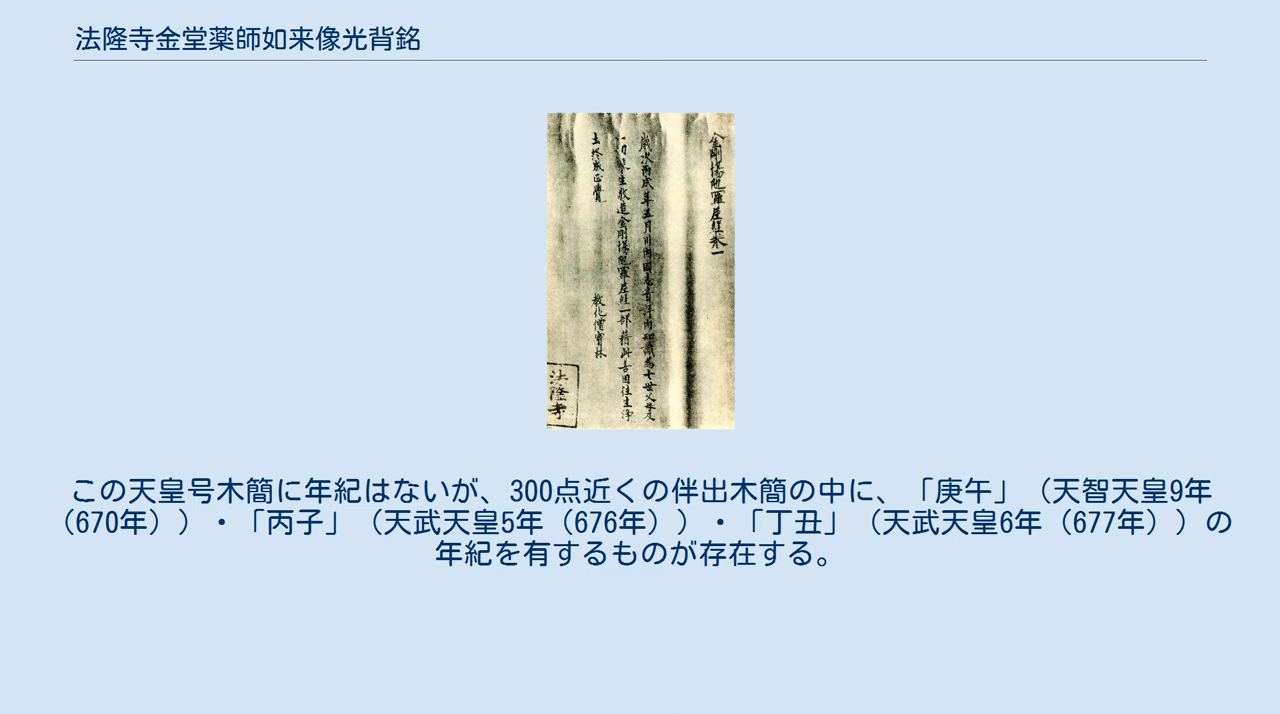 法隆寺金堂薬師如来像光背銘
金剛場陀羅尼経巻一
歳次丙戌年五月川内國志貴評内知識為七世父母及
一切衆生敬造金剛場陀羅尼経一部藉此善因往生浄
土終成正覺
教化僧寶林
法隆寺
この天皇号木簡に年紀はないが、300点近くの伴出木簡の中に、「庚午」（天智天皇9年
（670年））・「丙子」（天武天皇5年（676年））・「丁丑」（天武天皇6年（677年））の
年紀を有するものが存在する。